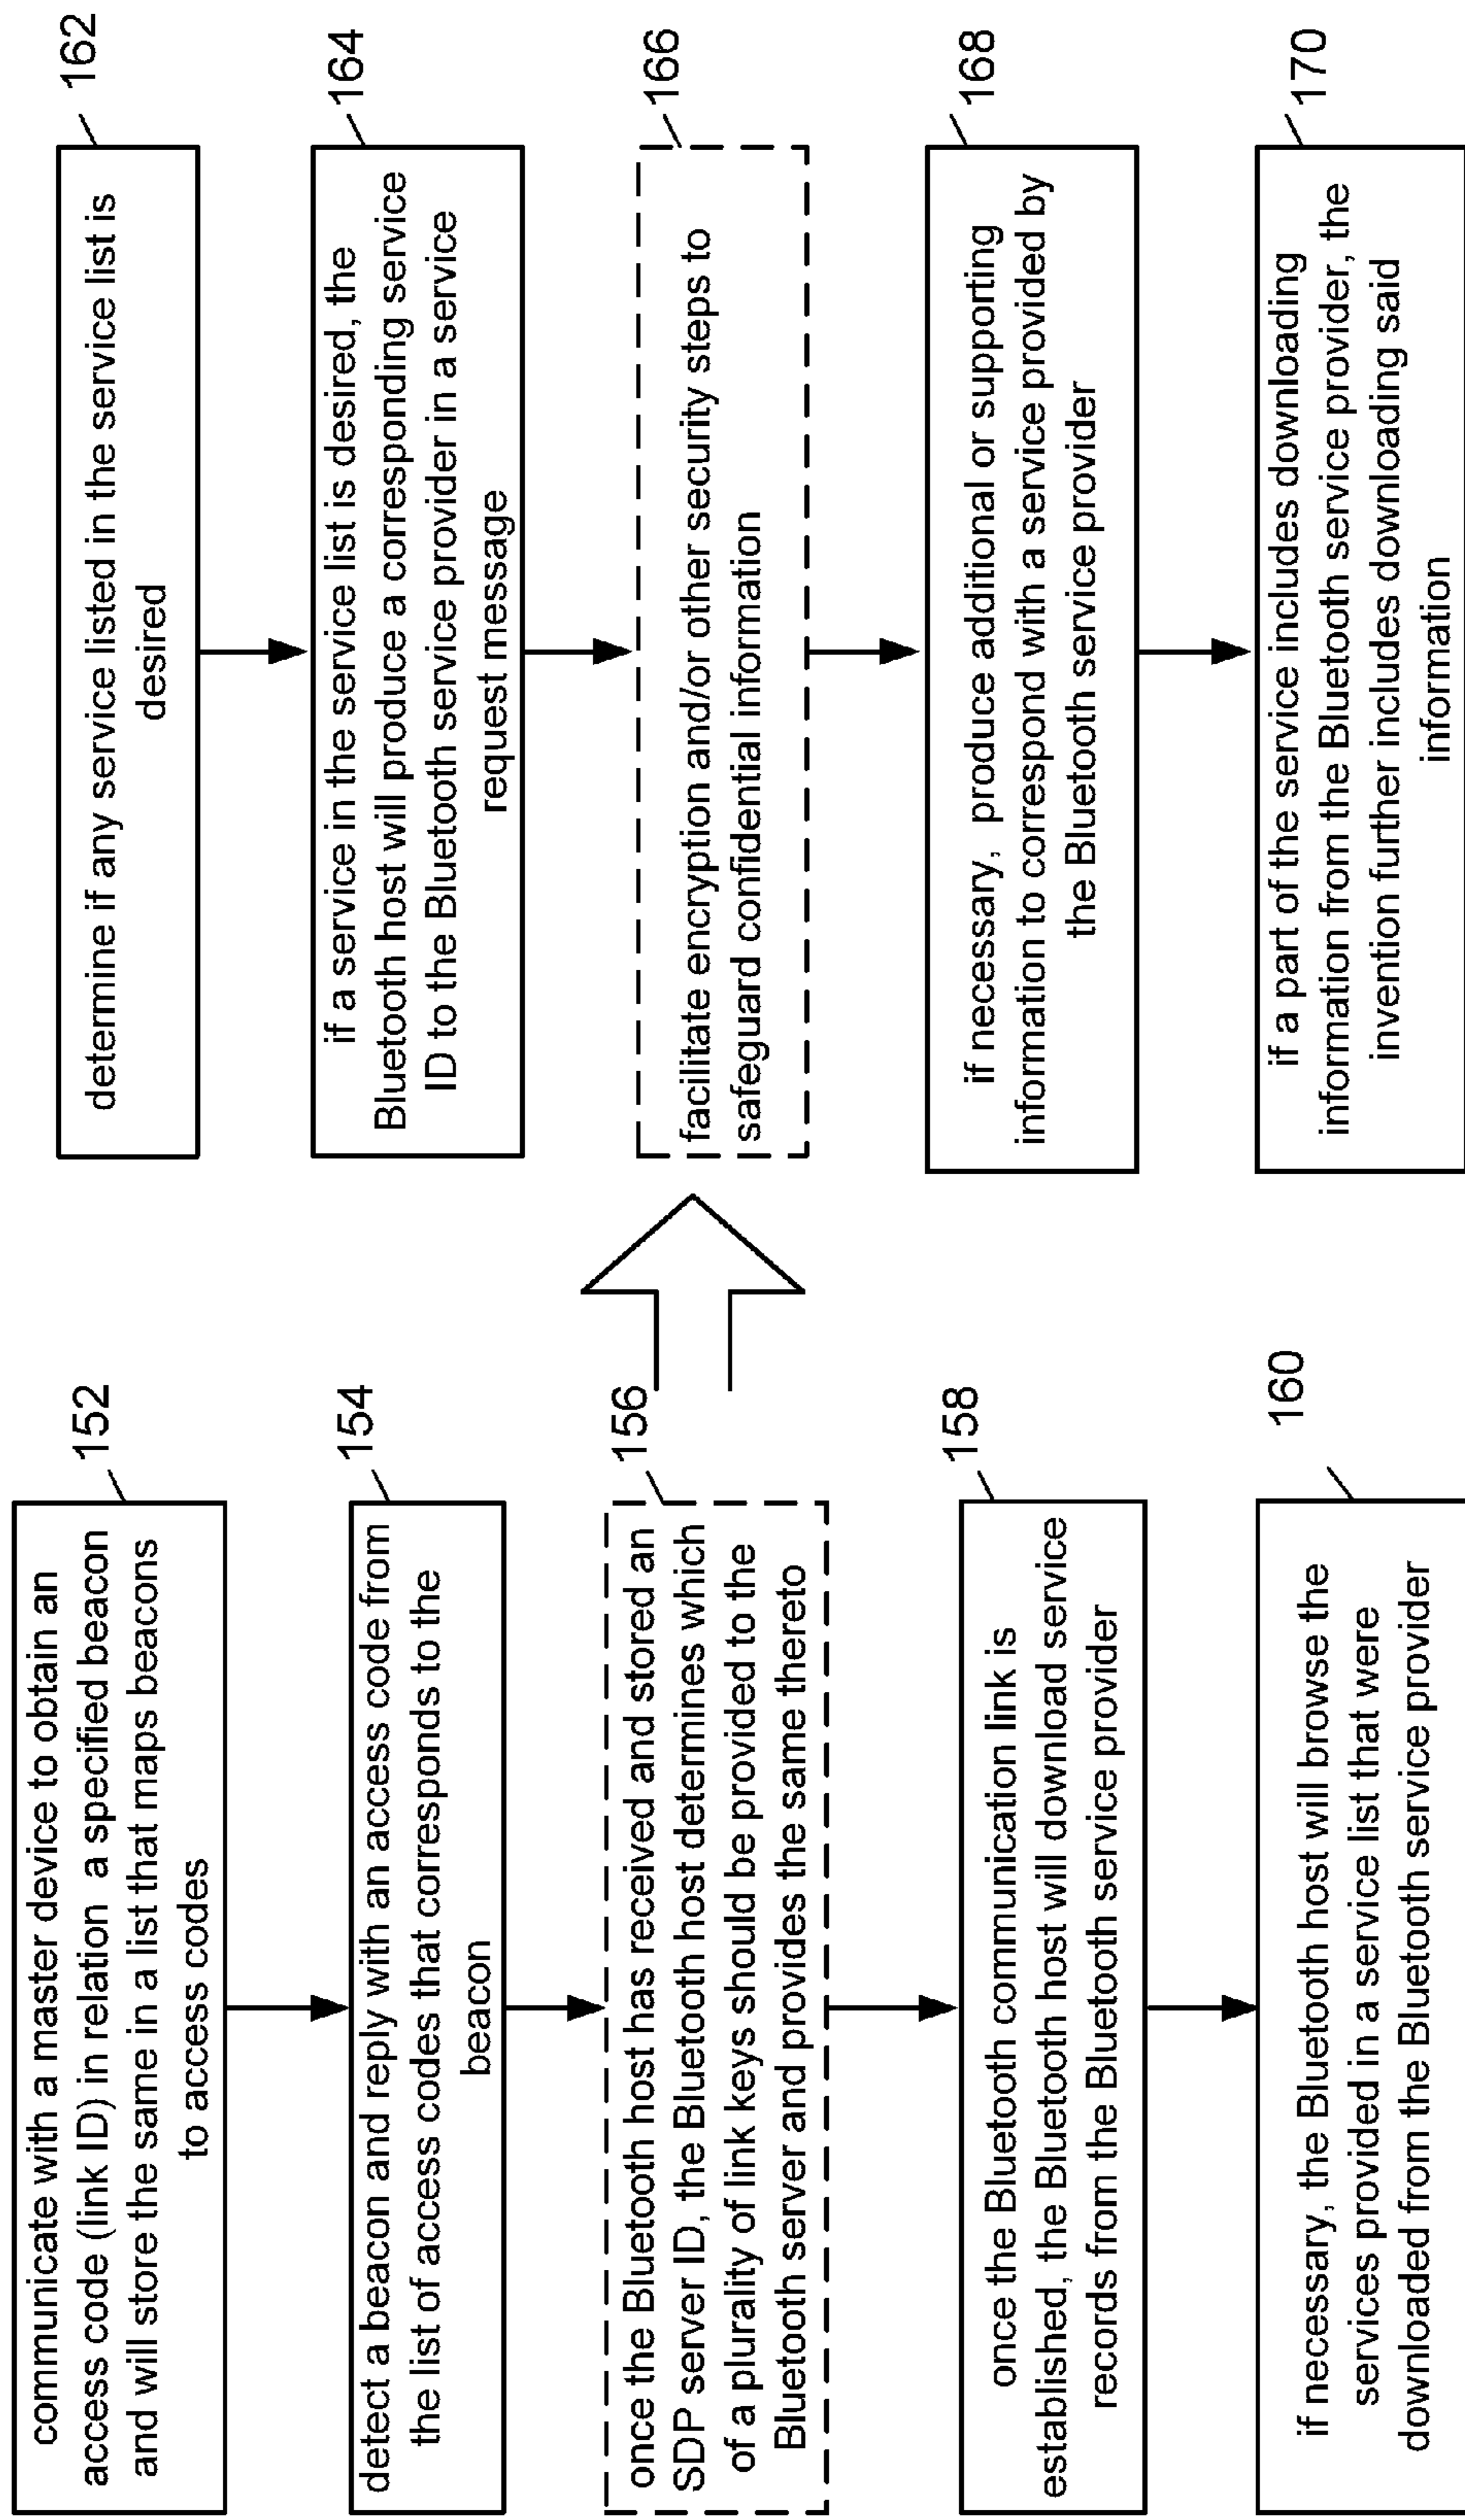 152
communicate with a master device to obtain an
access code (link ID) in relation a specified beacon
and will store the same in a list that maps beacons
to access codes
154
detect a beacon and reply with an access code from
the list of access codes that corresponds to the
beacon
156
once the Bluetooth host has received and stored an
SDP server ID, the Bluetooth host determines which
of a plurality of link keys should be provided to the
Bluetooth server and provides the same thereto
158
once the Bluetooth communication link is
established, the Bluetooth host will download service
records from the Bluetooth service provider
160
if necessary, the Bluetooth host will browse the
services provided in a service list that were
downloaded from the Bluetooth service provider
162
determine if any service listed in the service list is
desired
164
if a service in the service list is desired, the
Bluetooth host will produce a corresponding service
ID to the Bluetooth service provider in a service
request message
166
facilitate encryption and/or other security steps to
safeguard confidential information
168
if necessary, produce additional or supporting
information to correspond with a service provided by
the Bluetooth service provider
170
if a part of the service includes downloading
information from the Bluetooth service provider, the
invention further includes downloading said
information